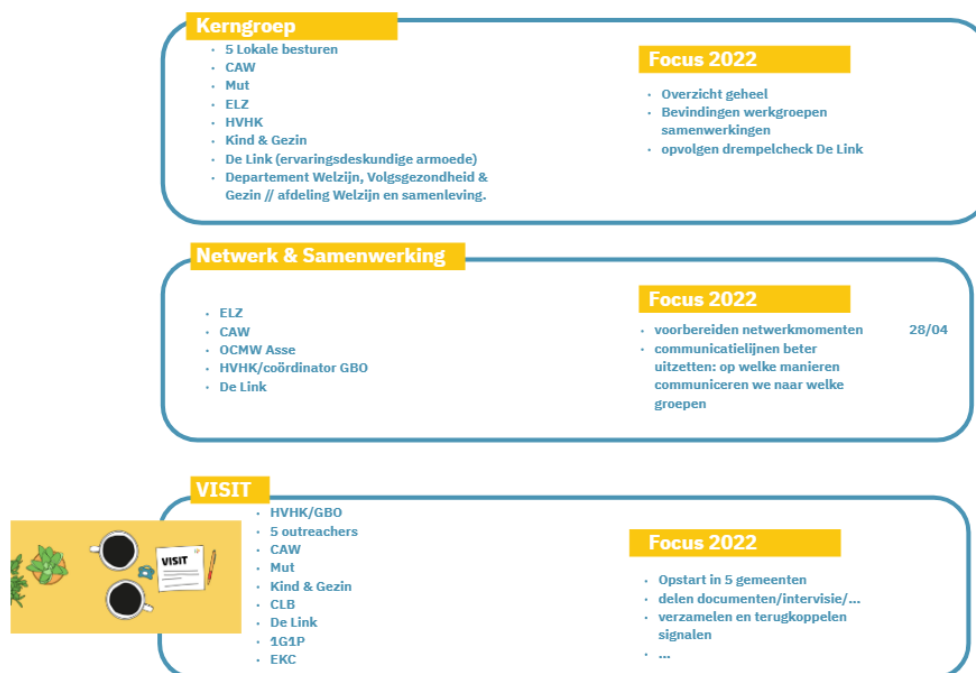 Kerngroep
5 Lokale besturen
CAW
Mut
ELZ
HVHK
Kind & Gezin
De Link (ervaringsdeskundige armoede)
Departement Welzijn, Volgsgezondheid &
Gezin // afdeling Welzijn en samenleving.
Focus 2022
Overzicht geheel
Bevindingen werkgroepen
samenwerkingen
opvolgen drempelcheck De Link
Netwerk & Samenwerking
ELZ
CAW
OCMW Asse
HVHK/coördinator GBO
De Link
Focus 2022
voorbereiden netwerkmomenten 28/04
communicatielijnen beter
uitzetten: op welke manieren
communiceren we naar welke
groepen
VISIT
VISIT
HVHK/GBO
5 outreachers
CAW
Mut
Kind & Gezin
CLB
De Link
1G1P
EKC
Focus 2022
Opstart in 5 gemeenten
delen documenten/intervisie/...
verzamelen en terugkoppelen
signalen
...